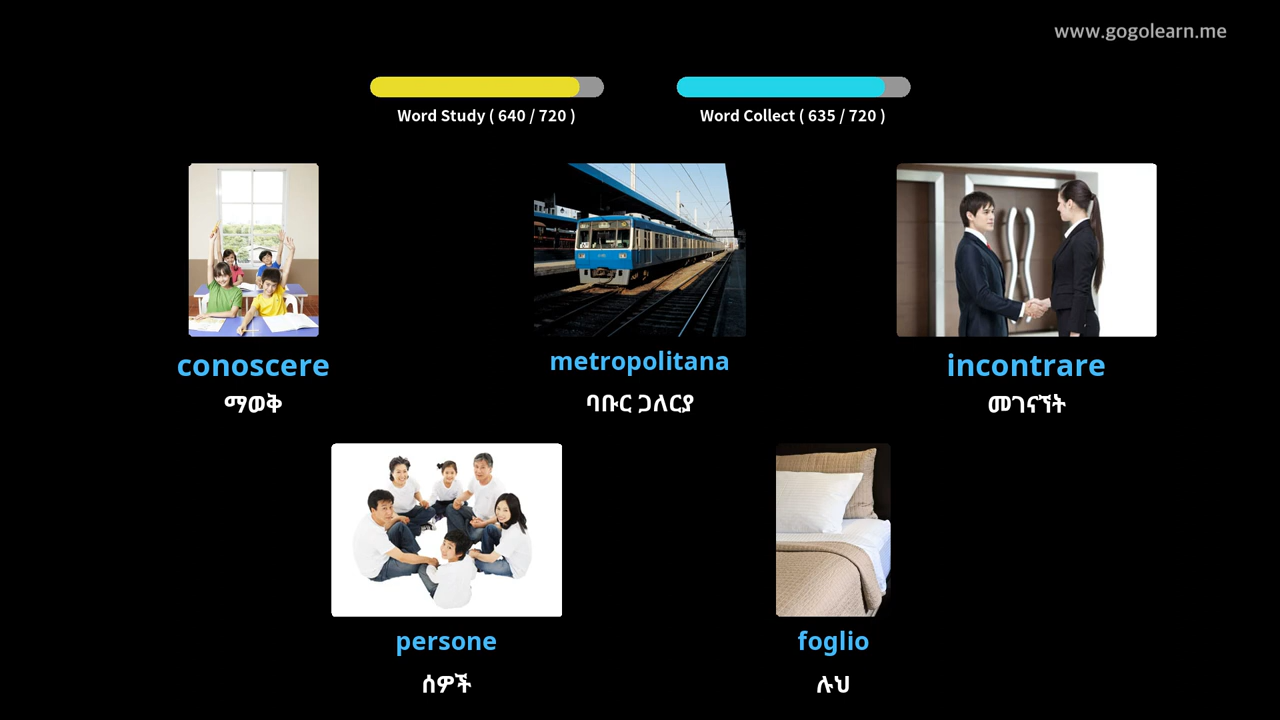 www.gogolearn.me
Word Study ( 640 / 720 )
Word Collect ( 635 / 720 )
conoscere
ማወቅ
metropolitana
ባቡር ጋለርያ
incontrare
መገናኘት
persone
ሰዎች
foglio
ሉህ